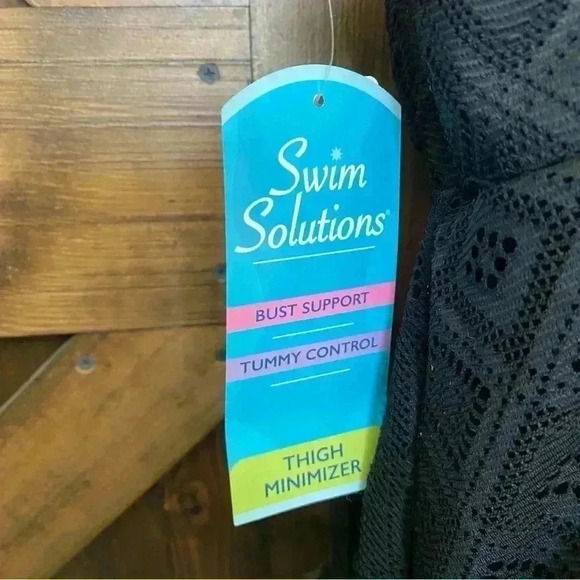 Swim
Solutions®
BUST SUPPORT
TUMMY CONTROL
THIGH
MINIMIZER